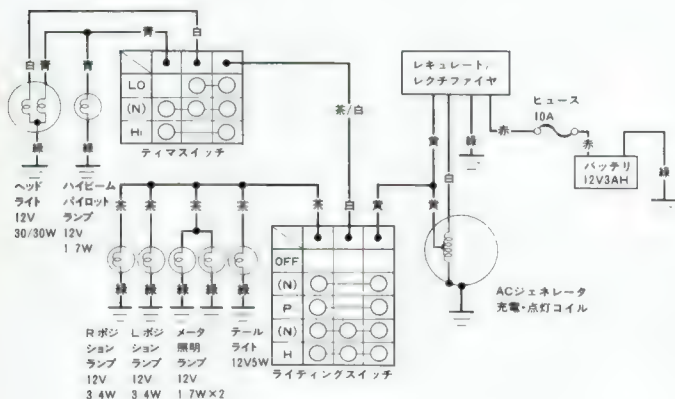 白
青
青
白
青
白
青
LO
(N)
Hi
ディマスイッチ
緑
緑
ヘッド
ライト
12V
30/30W
ハイビーム
パイロット
ランプ
12V
1.7W
茶/白
レギュレート,
レクチファイヤ
黄
白
緑
赤
ヒューズ
10A
赤
バッテリ
12V3AH
緑
茶
茶
茶
茶
茶
白
黄
黄
OFF
(N)
P
(N)
H
ライティングスイッチ
ACジェネレータ
充電・点灯コイル
緑
緑
緑
緑
緑
Rポジ
ション
ランプ
12V
3.4W
Lポジ
ション
ランプ
12V
3.4W
メータ
照明
ランプ
12V
1.7W×2
テール
ライト
12V5W